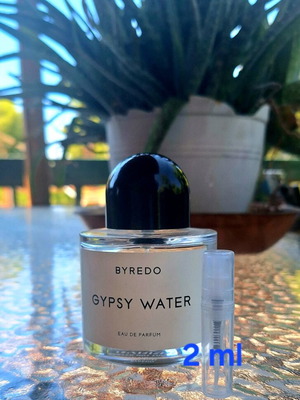 BYREDO
GYPSY WATER
EAU DE PARFUM
2 ml